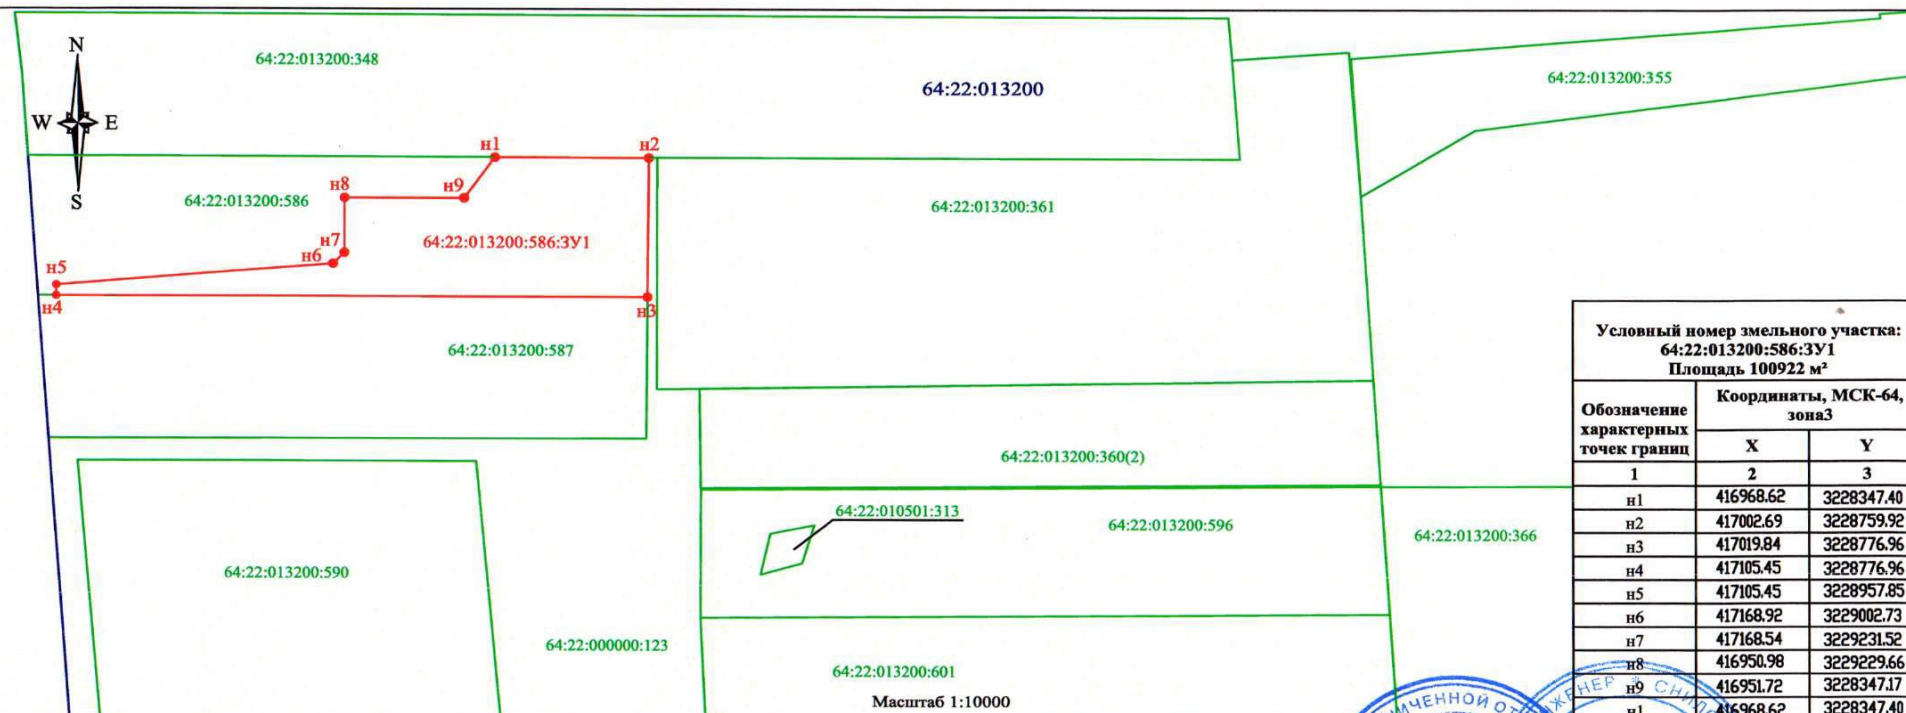 64:22:013200:348
64:22:013200
64:22:013200:355
N
W
E
S
н1
н2
н8
н9
64:22:013200:586
64:22:013200:361
н7
н6
64:22:013200:586:ЗУ1
н5
н4
н3
64:22:013200:587
Условный номер змельного участка:
64:22:013200:586:ЗУ1
Площадь 100922 м²
Обозначение
характерных
точек границ
Координаты, МСК-64,
зона3
X
Y
1
2
3
н1 416968.62 3228347.40
н2 417002.69 3228759.92
н3 417019.84 3228776.96
н4 417105.45 3228776.96
н5 417105.45 3228957.85
н6 417168.92 3229002.73
н7 417168.54 3229231.52
н8 416950.98 3229229.66
н9 416951.72 3228347.17
н1 416968.62 3228347.40
64:22:013200:360(2)
64:22:010501:313
64:22:013200:596
64:22:013200:366
64:22:013200:590
64:22:000000:123
64:22:013200:601
Масштаб 1:10000